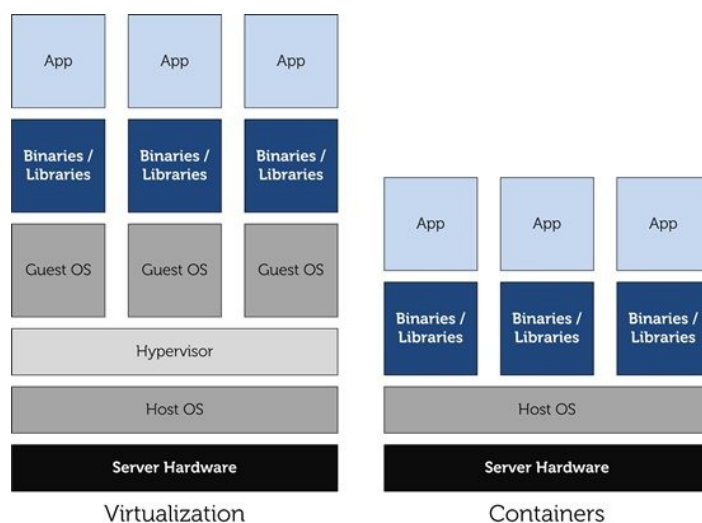 App
App
App
Binaries /
Libraries
Binaries /
Libraries
Binaries /
Libraries
Guest OS
Guest OS
Guest OS
Hypervisor
Host OS
Server Hardware
Virtualization
App
App
App
Binaries /
Libraries
Binaries /
Libraries
Binaries /
Libraries
Host OS
Server Hardware
Containers